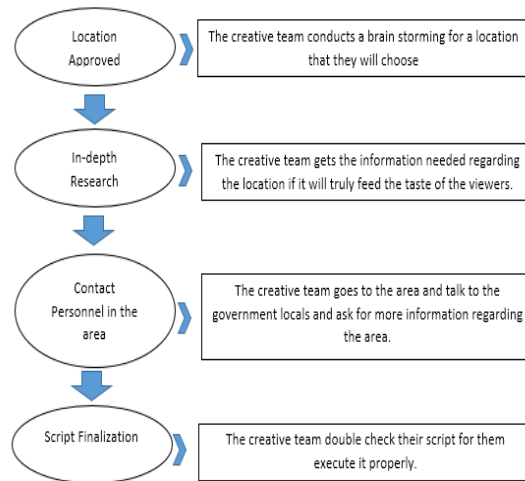 Location
Approved
The creative team conducts a brain storming for a location
that they will choose
In-depth
Research
The creative team gets the information needed regarding
the location if it will truly feed the taste of the viewers.
Contact
Personnel in the
area
The creative team goes to the area and talk to the
government locals and ask for more information regarding
the area.
Script Finalization
The creative team double check their script for them
execute it properly.